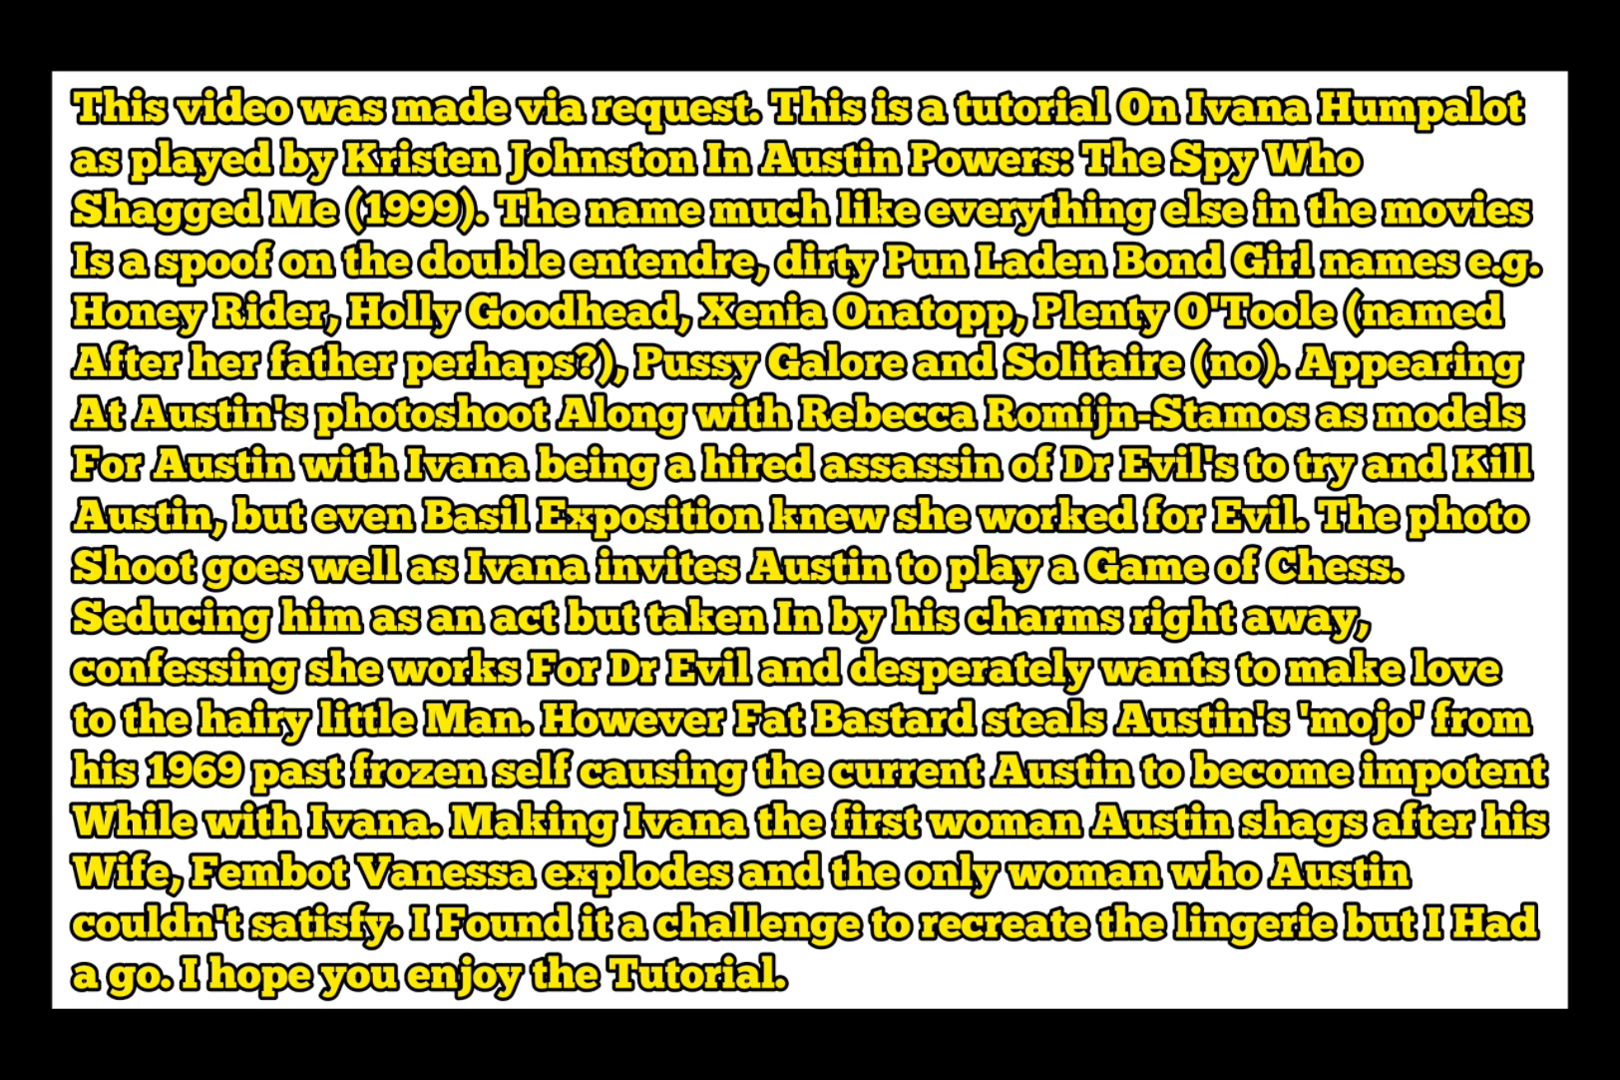 This video was made via request. This is a tutorial On Ivana Humpalot
as played by Kristen Johnston In Austin Powers: The Spy Who
Shagged Me (1999). The name much like everything else in the movies
Is a spoof on the double entendre, dirty Pun Laden Bond Girl names e.g.
Honey Rider, Holly Goodhead, Xenia Onatopp, Plenty O'Toole (named
After her father perhaps?), Pussy Galore and Solitaire (no). Appearing
At Austin's photoshoot Along with Rebecca Romijn-Stamos as models
For Austin with Ivana being a hired assassin of Dr Evil's to try and Kill
Austin, but even Basil Exposition knew she worked for Evil. The photo
Shoot goes well as Ivana invites Austin to play a Game of Chess.
Seducing him as an act but taken In by his charms right away,
confessing she works For Dr Evil and desperately wants to make love
to the hairy little Man. However Fat Bastard steals Austin's 'mojo' from
his 1969 past frozen self causing the current Austin to become impotent
While with Ivana. Making Ivana the first woman Austin shags after his
Wife, Fembot Vanessa explodes and the only woman who Austin
couldn't satisfy. I Found it a challenge to recreate the lingerie but I Had
a go. I hope you enjoy the Tutorial.